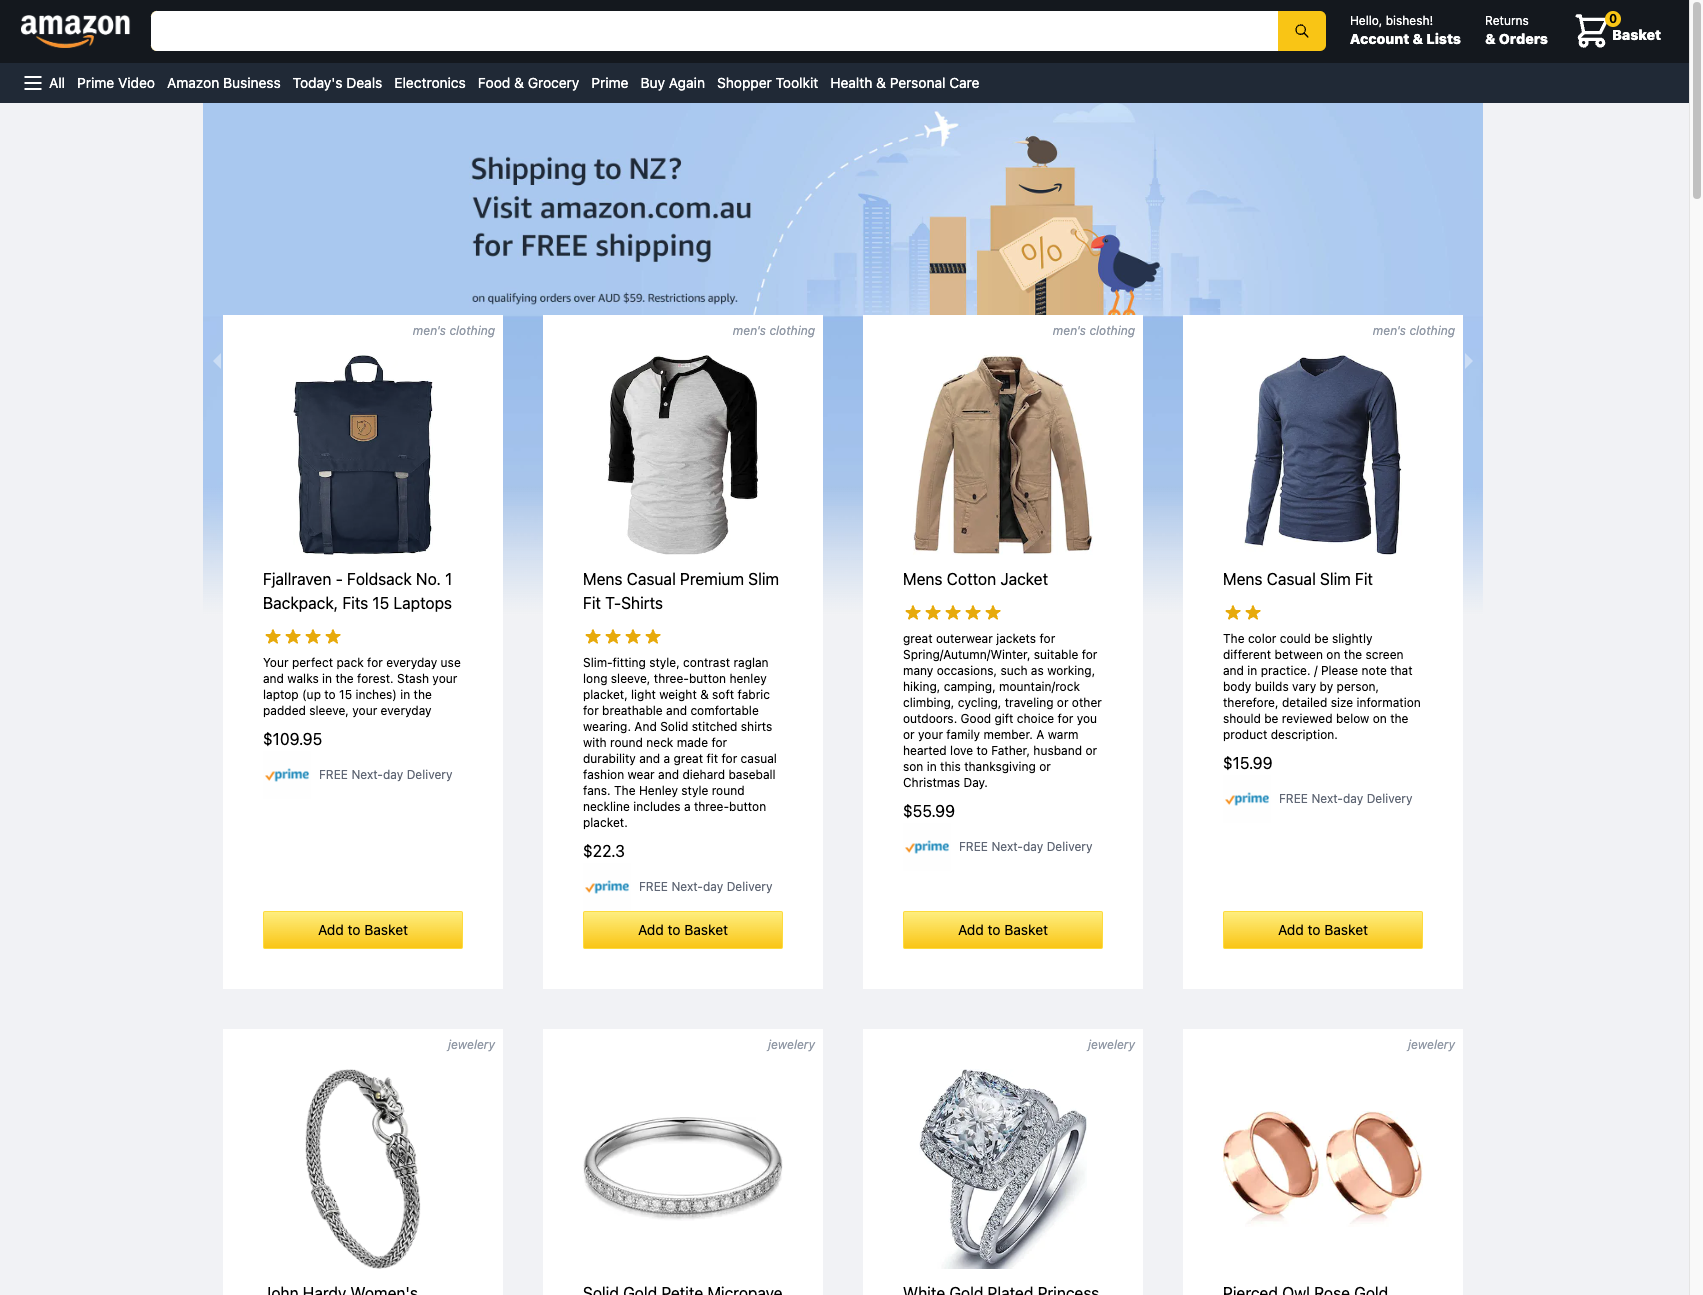 amazon
Hello, bishesh!
Account & Lists
Returns
& Orders
0
Basket
All Prime Video Amazon Business Today's Deals Electronics Food & Grocery Prime Buy Again Shopper Toolkit Health & Personal Care
Shipping to NZ?
Visit amazon.com.au
for FREE shipping
on qualifying orders over AUD $59. Restrictions apply.
%
men's clothing
Fjallraven - Foldsack No. 1
Backpack, Fits 15 Laptops
Your perfect pack for everyday use
and walks in the forest. Stash your
laptop (up to 15 inches) in the
padded sleeve, your everyday
$109.95
prime FREE Next-day Delivery
Add to Basket
men's clothing
Mens Casual Premium Slim
Fit T-Shirts
Slim-fitting style, contrast raglan
long sleeve, three-button henley
placket, light weight & soft fabric
for breathable and comfortable
wearing. And Solid stitched shirts
with round neck made for
durability and a great fit for casual
fashion wear and diehard baseball
fans. The Henley style round
neckline includes a three-button
placket.
$22.3
prime FREE Next-day Delivery
Add to Basket
men's clothing
Mens Cotton Jacket
great outerwear jackets for
Spring/Autumn/Winter, suitable for
many occasions, such as working,
hiking, camping, mountain/rock
climbing, cycling, traveling or other
outdoors. Good gift choice for you
or your family member. A warm
hearted love to Father, husband or
son in this thanksgiving or
Christmas Day.
$55.99
prime FREE Next-day Delivery
Add to Basket
men's clothing
Mens Casual Slim Fit
The color could be slightly
different between on the screen
and in practice. / Please note that
body builds vary by person,
therefore, detailed size information
should be reviewed below on the
product description.
$15.99
prime FREE Next-day Delivery
Add to Basket
jewelery
John Hardy Women's
jewelery
Solid Gold Petite Micropave
jewelery
White Gold Plated Princess
jewelery
Pierced Owl Rose Gold